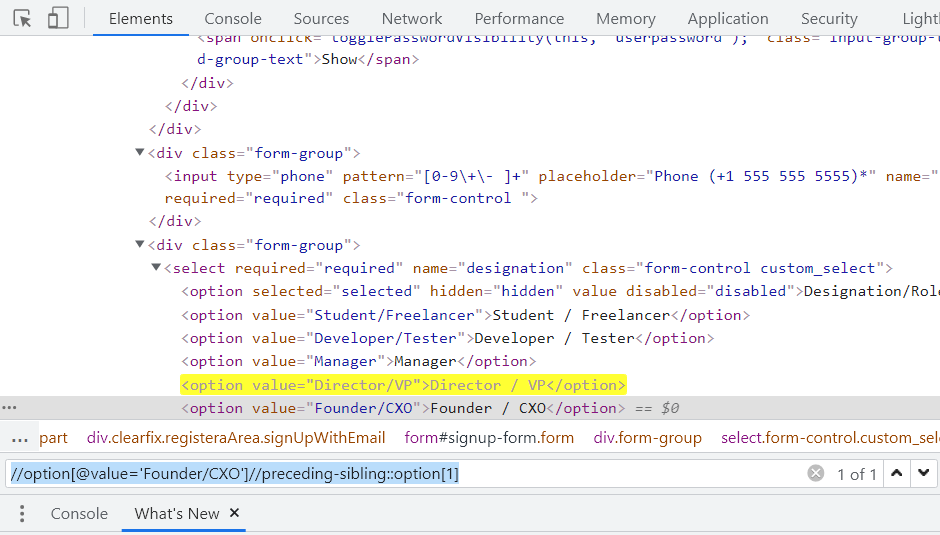 Elements Console Sources Network Performance Memory Application Security Light
<span onclick="togglePasswordVisibility(this, 'userpassword');" class="input-group-
d-group-text">Show</span>
</div>
</div>
</div>
<div class="form-group">
<input type="phone" pattern="[0-9\+\- ]+" placeholder="Phone (+1 555 555 5555)*" name="
required="required" class="form-control ">
</div>
<div class="form-group">
<select required="required" name="designation" class="form-control custom_select">
<option selected="selected" hidden="hidden" value disabled="disabled">Designation/Role
<option value="Student/Freelancer">Student / Freelancer</option>
<option value="Developer/Tester">Developer / Tester</option>
<option value="Manager">Manager</option>
<option value="Director/VP">Director / VP</option>
... <option value="Founder/CXO">Founder / CXO</option> == $0
... part div.clearfix.registeraArea.signUpWithEmail form#signup-form.form div.form-group select.form-control.custom_sel
//option[@value='Founder/CXO']//preceding-sibling::option[1] 1 of 1
Console What's New ×